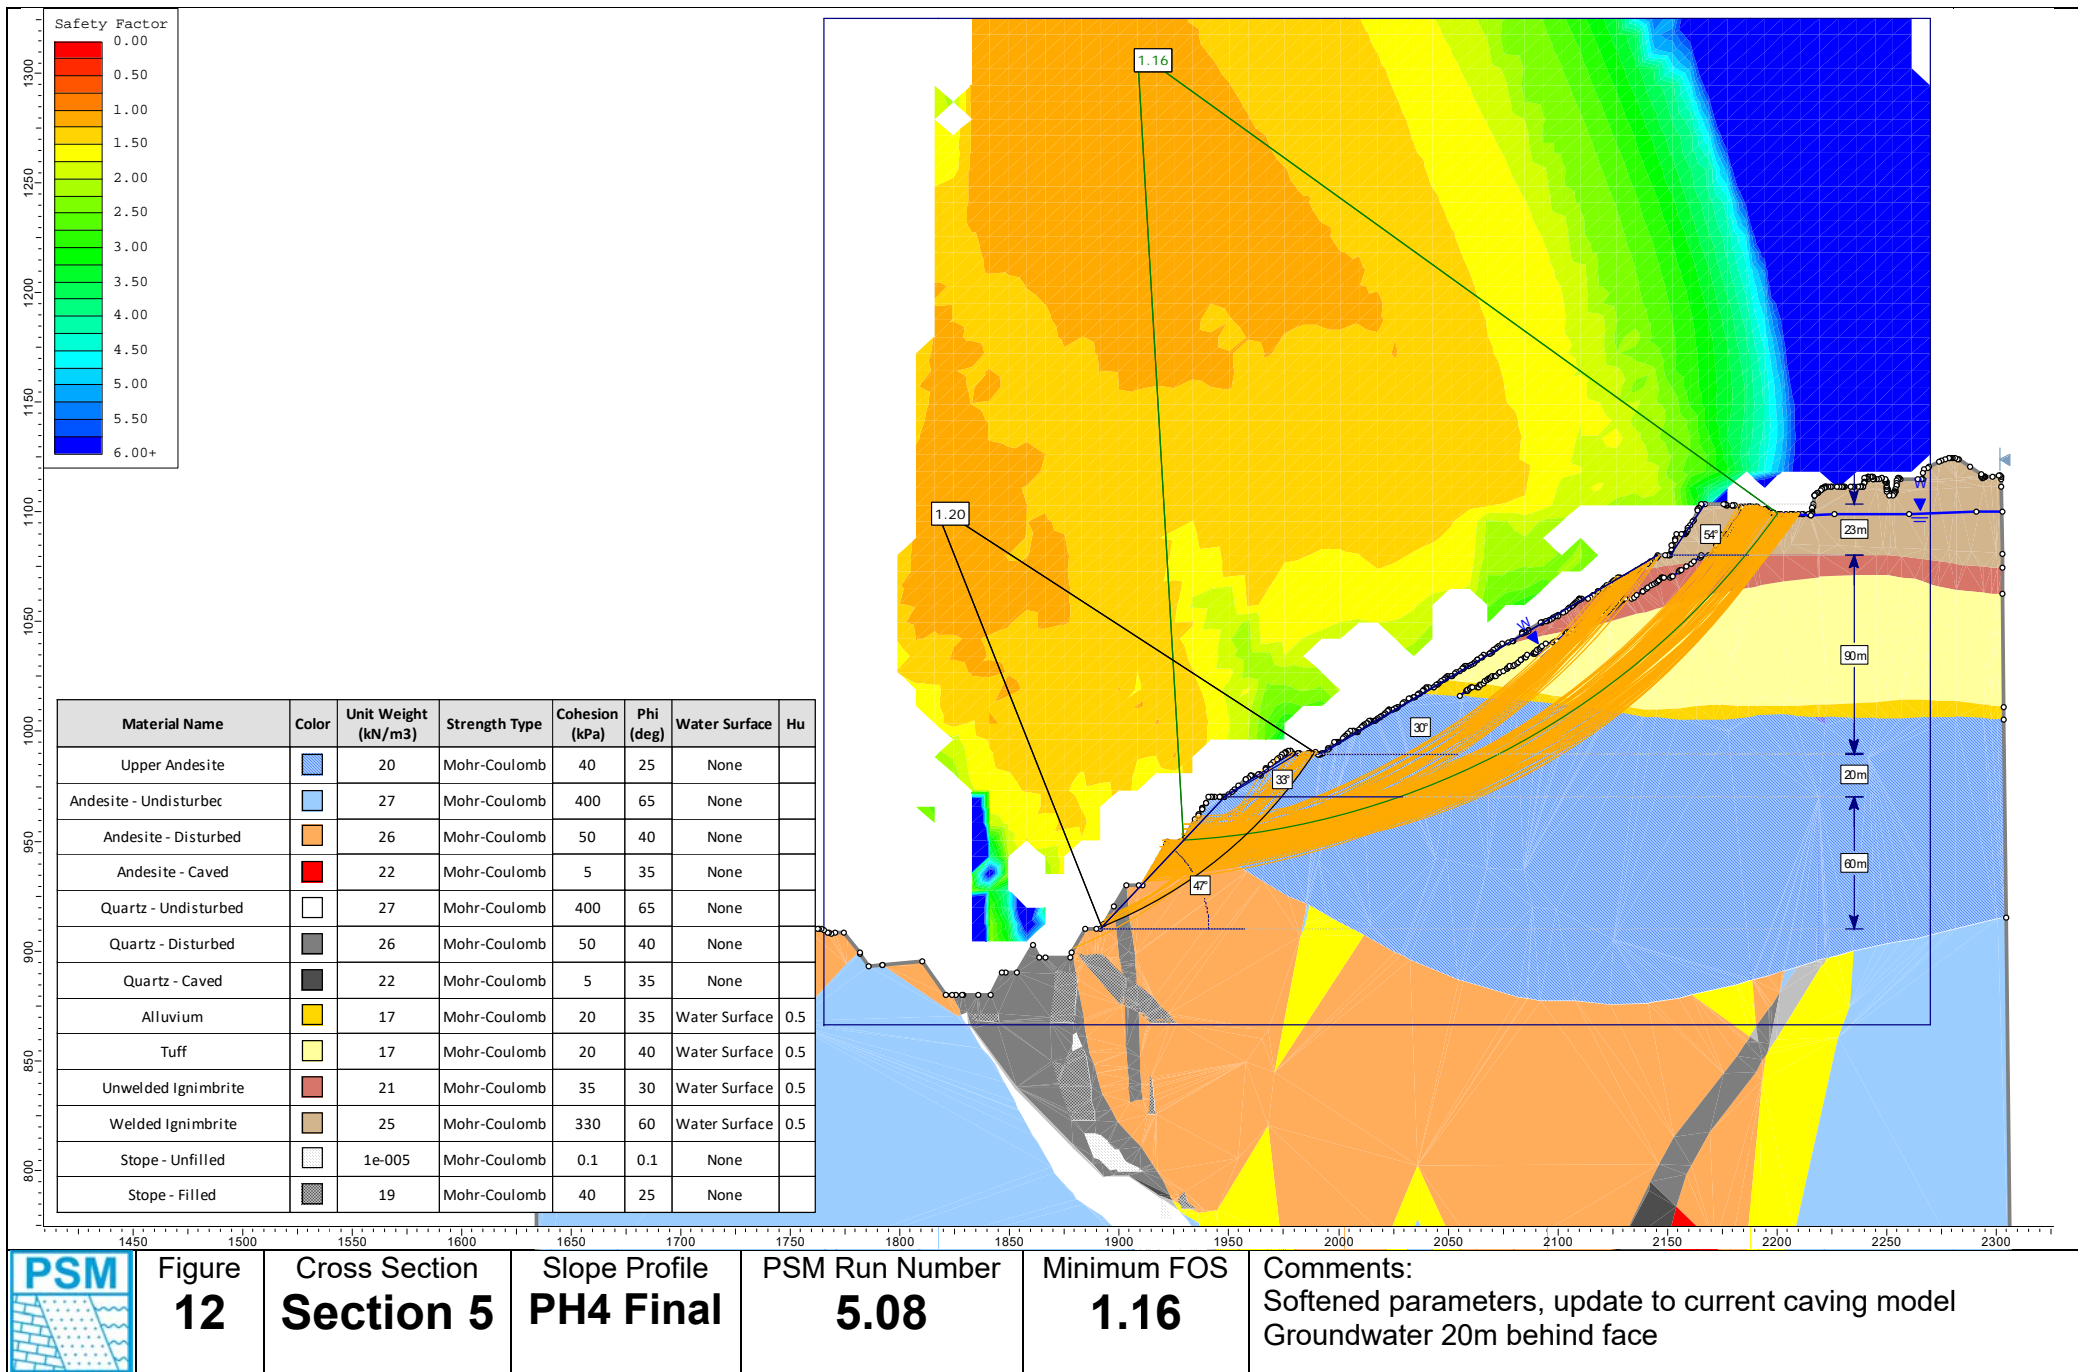 Safety Factor
0.00
0.50
1.00
1.50
2.00
2.50
3.00
3.50
4.00
4.50
5.00
5.50
6.00+
1300
1250
1200
1150
1100
1050
1000
950
900
850
800
1.16
1.20
W
W
54°
30°
33°
47°
23m
90m
20m
60m
Material Name Color Unit Weight (kN/m3) Strength Type Cohesion (kPa) Phi (deg) Water Surface Hu
Upper Andesite 20 Mohr-Coulomb 40 25 None
Andesite - Undisturbec 27 Mohr-Coulomb 400 65 None
Andesite - Disturbed 26 Mohr-Coulomb 50 40 None
Andesite - Caved 22 Mohr-Coulomb 5 35 None
Quartz - Undisturbed 27 Mohr-Coulomb 400 65 None
Quartz - Disturbed 26 Mohr-Coulomb 50 40 None
Quartz - Caved 22 Mohr-Coulomb 5 35 None
Alluvium 17 Mohr-Coulomb 20 35 Water Surface 0.5
Tuff 17 Mohr-Coulomb 20 40 Water Surface 0.5
Unwelded Ignimbrite 21 Mohr-Coulomb 35 30 Water Surface 0.5
Welded Ignimbrite 25 Mohr-Coulomb 330 60 Water Surface 0.5
Stope - Unfilled 1e-005 Mohr-Coulomb 0.1 0.1 None
Stope - Filled 19 Mohr-Coulomb 40 25 None
1450 1500 1550 1600 1650 1700 1750 1800 1850 1900 1950 2000 2050 2100 2150 2200 2250 2300
PSM
Figure
12
Cross Section
Section 5
Slope Profile
PH4 Final
PSM Run Number
5.08
Minimum FOS
1.16
Comments:
Softened parameters, update to current caving model
Groundwater 20m behind face